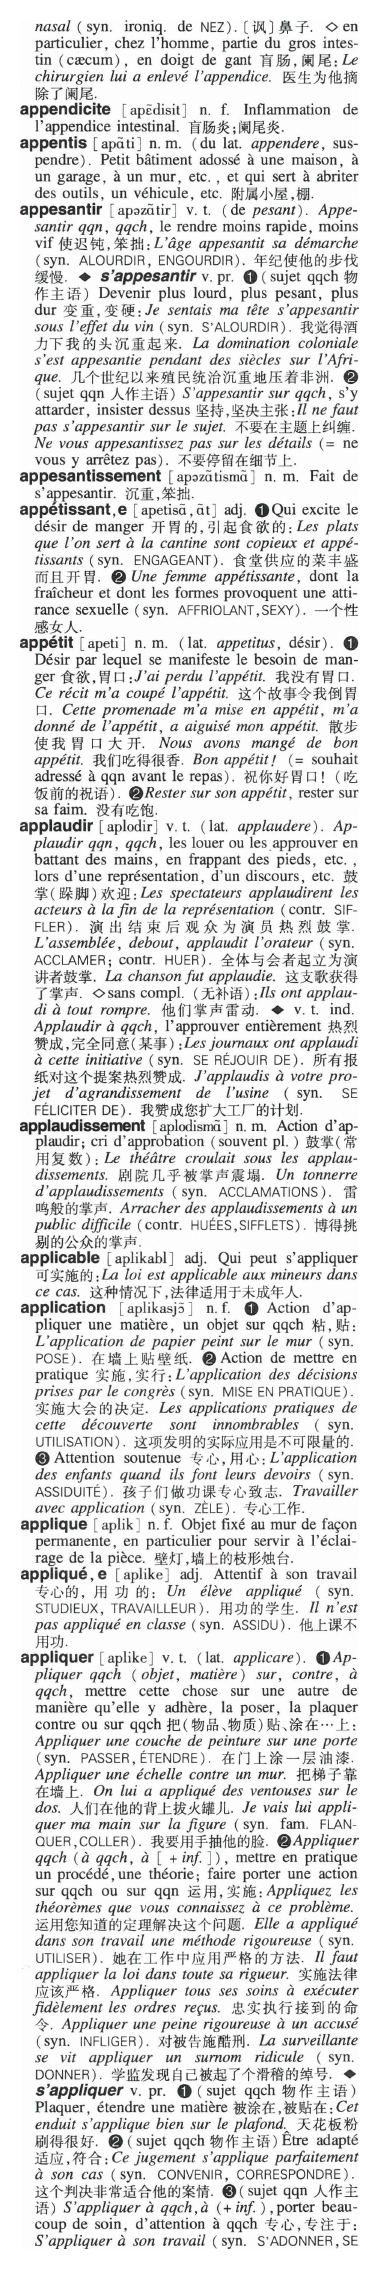 nasal (syn. ironiq. de NEZ). [讽]鼻子. ◇en
particulier, chez l'homme, partie du gros intes-
tin (cæcum), en doigt de gant 盲肠,阑尾: Le
chirurgien lui a enlevé l'appendice. 医生为他摘
除了阑尾.
appendicite [apɛ̃disit] n. f. Inflammation de
l'appendice intestinal. 盲肠炎;阑尾炎.
appentis [apɑ̃ti] n. m. (du lat. appendere, sus-
pendre). Petit bâtiment adossé à une maison, à
un garage, à un mur, etc., et qui sert à abriter
des outils, un véhicule, etc. 附属小屋,棚.
appesantir [apəzɑ̃tir] v. t. (de pesant). Appe-
santir qqn, qqch, le rendre moins rapide, moins
vif 使迟钝,笨拙: L'âge appesantit sa démarche
(syn. ALOURDIR, ENGOURDIR). 年纪使他的步伐
缓慢. ◆ s'appesantir v. pr. ❶(sujet qqch 物
作主语) Devenir plus lourd, plus pesant, plus
dur 变重,变硬: Je sentais ma tête s'appesantir
sous l'effet du vin (syn. S'ALOURDIR). 我觉得酒
力下我的头沉重起来. La domination coloniale
s'est appesantie pendant des siècles sur l'Afri-
que. 几个世纪以来殖民统治沉重地压着非洲. ❷
(sujet qqn 人作主语) S'appesantir sur qqch, s'y
attarder, insister dessus 坚持,坚决主张: Il ne faut
pas s'appesantir sur le sujet. 不要在主题上纠缠.
Ne vous appesantissez pas sur les détails (= ne
vous y arrêtez pas). 不要停留在细节上.
appesantissement [apəzɑ̃tismɑ̃] n. m. Fait de
s'appesantir. 沉重,笨拙.
appétissant,e [apetisɑ̃, ɑ̃t] adj. ❶Qui excite le
désir de manger 开胃的,引起食欲的: Les plats
que l'on sert à la cantine sont copieux et appé-
tissants (syn. ENGAGEANT). 食堂供应的菜丰盛
而且开胃. ❷ Une femme appétissante, dont la
fraîcheur et dont les formes provoquent une atti-
rance sexuelle (syn. AFFRIOLANT,SEXY). 一个性
感女人.
appétit [apeti] n. m. (lat. appetitus, désir). ❶
Désir par lequel se manifeste le besoin de man-
ger 食欲,胃口: J'ai perdu l'appétit. 我没有胃口.
Ce récit m'a coupé l'appétit. 这个故事令我倒胃
口. Cette promenade m'a mise en appétit, m'a
donné de l'appétit, a aiguisé mon appétit. 散步
使我胃口大开. Nous avons mangé de bon
appétit. 我们吃得很香. Bon appétit! (= souhait
adressé à qqn avant le repas). 祝你好胃口! (吃
饭前的祝语). ❷Rester sur son appétit, rester sur
sa faim. 没有吃饱.
applaudir [aplodir] v. t. (lat. applaudere). Ap-
plaudir qqn, qqch, les louer ou les approuver en
battant des mains, en frappant des pieds, etc.,
lors d'une représentation, d'un discours, etc. 鼓
掌(跺脚)欢迎: Les spectateurs applaudirent les
acteurs à la fin de la représentation (contr. SIF-
FLER). 演出结束后观众为演员热烈鼓掌.
L'assemblée, debout, applaudit l'orateur (syn.
ACCLAMER; contr. HUER). 全体与会者起立为演
讲者鼓掌. La chanson fut applaudie. 这支歌获得
了掌声. ◇sans compl. (无补语): Ils ont applau-
di à tout rompre. 他们掌声雷动. ◆ v. t. ind.
Applaudir à qqch, l'approuver entièrement 热烈
赞成,完全同意(某事): Les journaux ont applaudi
à cette initiative (syn. SE RÉJOUIR DE). 所有报
纸对这个提案热烈赞成. J'applaudis à votre pro-
jet d'agrandissement de l'usine (syn. SE
FÉLICITER DE). 我赞成您扩大工厂的计划.
applaudissement [aplodismɑ̃] n. m. Action d'ap-
plaudir; cri d'approbation (souvent pl.) 鼓掌(常
用复数): Le théâtre croulait sous les applau-
dissements. 剧院几乎被掌声震塌. Un tonnerre
d'applaudissements (syn. ACCLAMATIONS). 雷
鸣般的掌声. Arracher des applaudissements à un
public difficile (contr. HUÉES,SIFFLETS). 博得挑
剔的公众的掌声.
applicable [aplikabl] adj. Qui peut s'appliquer
可实施的: La loi est applicable aux mineurs dans
ce cas. 这种情况下,法律适用于未成年人.
application [aplikasjɔ̃] n. f. ❶ Action d'ap-
pliquer une matière, un objet sur qqch 粘,贴:
L'application de papier peint sur le mur (syn.
POSE). 在墙上贴壁纸. ❷ Action de mettre en
pratique 实施,实行: L'application des décisions
prises par le congrès (syn. MISE EN PRATIQUE).
实施大会的决定. Les applications pratiques de
cette découverte sont innombrables (syn.
UTILISATION). 这项发明的实际应用是不可限量的.
❸ Attention soutenue 专心,用心: L'application
des enfants quand ils font leurs devoirs (syn.
ASSIDUITÉ). 孩子们做功课专心致志. Travailler
avec application (syn. ZÈLE). 专心工作.
applique [aplik] n. f. Objet fixé au mur de façon
permanente, en particulier pour servir à l'éclai-
rage de la pièce. 壁灯,墙上的枝形烛台.
appliqué,e [aplike] adj. Attentif à son travail
专心的, 用功的: Un élève appliqué (syn.
STUDIEUX, TRAVAILLEUR). 用功的学生. Il n'est
pas appliqué en classe (syn. ASSIDU). 他上课不
用功.
appliquer [aplike] v. t. (lat. applicare). ❶Ap-
pliquer qqch (objet, matière) sur, contre, à
qqch, mettre cette chose sur une autre de
manière qu'elle y adhère, la poser, la plaquer
contre ou sur qqch 把(物品、物质)贴、涂在…上:
Appliquer une couche de peinture sur une porte
(syn. PASSER,ÉTENDRE). 在门上涂一层油漆.
Appliquer une échelle contre un mur. 把梯子靠
在墙上. On lui a appliqué des ventouses sur le
dos. 人们在他的背上拔火罐儿. Je vais lui appli-
quer ma main sur la figure (syn. fam. FLAN-
QUER,COLLER). 我要用手抽他的脸. ❷Appliquer
qqch (à qqch, à [ + inf.]), mettre en pratique
un procédé, une théorie; faire porter une action
sur qqch ou sur qqn 运用,实施: Appliquez les
théorèmes que vous connaissez à ce problème.
运用您知道的定理解决这个问题. Elle a appliqué
dans son travail une méthode rigoureuse (syn.
UTILISER). 她在工作中应用严格的方法. Il faut
appliquer la loi dans toute sa rigueur. 实施法律
应该严格. Appliquer tous ses soins à exécuter
fidèlement les ordres reçus. 忠实执行接到的命
令. Appliquer une peine rigoureuse à un accusé
(syn. INFLIGER). 对被告施酷刑. La surveillante
se vit appliquer un surnom ridicule (syn.
DONNER). 学监发现自己被起了个滑稽的绰号. ◆
s'appliquer v. pr. ❶ (sujet qqch 物作主语)
Plaquer, étendre une matière 被涂在,被贴在: Cet
enduit s'applique bien sur le plafond. 天花板粉
刷得很好. ❷ (sujet qqch 物作主语) Être adapté
适应,符合: Ce jugement s'applique parfaitement
à son cas (syn. CONVENIR, CORRESPONDRE).
这个判决非常适合他的案情. ❸(sujet qqn 人作主
语) S'appliquer à qqch,à (+ inf.), porter beau-
coup de soin, d'attention à qqch 专心,专注于:
S'appliquer à son travail (syn. S'ADONNER, SE